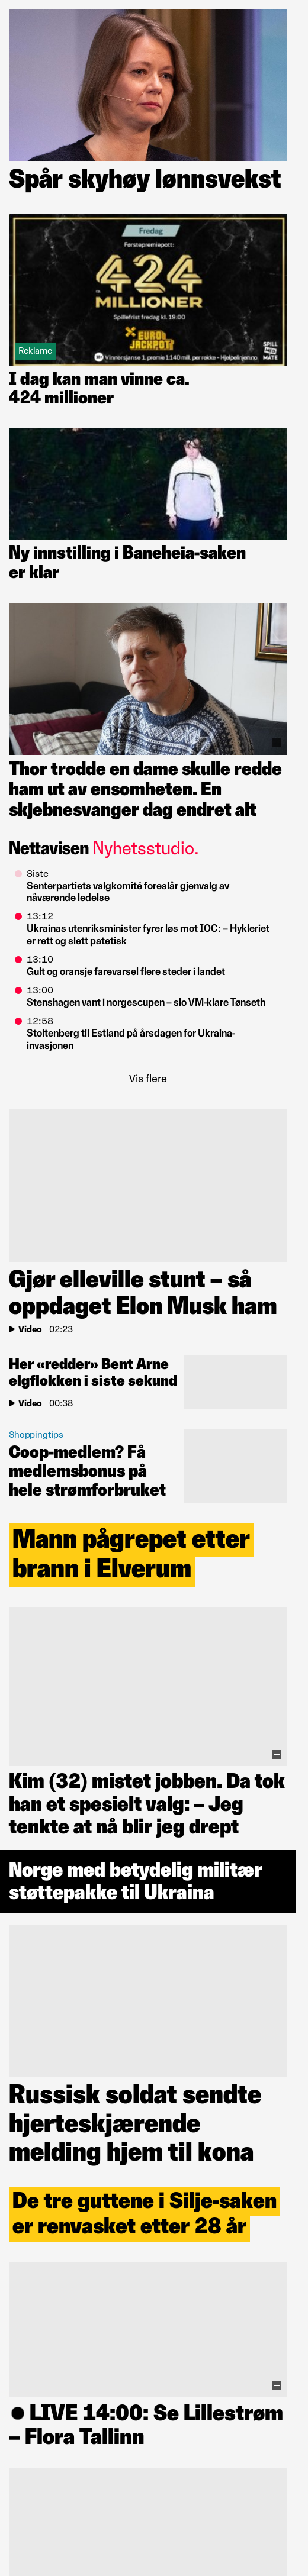 Spår skyhøy lønnsvekst
Fredag
Førstepremiepott:
424
MILLIONER
Spillefrist fredag kl. 19.00
EURO
JACKPOT
Vinnersjanse 1. premie 1:140 mill. per rekke – Hjelpelinjen.no
SPILL
MATE
Reklame
I dag kan man vinne ca.
424 millioner
Ny innstilling i Baneheia-saken
er klar
Thor trodde en dame skulle redde
ham ut av ensomheten. En
skjebnesvanger dag endret alt
Nettavisen Nyhetsstudio.
Siste
Senterpartiets valgkomité foreslår gjenvalg av
nåværende ledelse
13:12
Ukrainas utenriksminister fyrer løs mot IOC: – Hykleriet
er rett og slett patetisk
13:10
Gult og oransje farevarsel flere steder i landet
13:00
Stenshagen vant i norgescupen – slo VM-klare Tønseth
12:58
Stoltenberg til Estland på årsdagen for Ukraina-
invasjonen
Vis flere
Gjør elleville stunt – så
oppdaget Elon Musk ham
Video | 02:23
Her «redder» Bent Arne
elgflokken i siste sekund
Video | 00:38
Shoppingtips
Coop-medlem? Få
medlemsbonus på
hele strømforbruket
Mann pågrepet etter
brann i Elverum
Kim (32) mistet jobben. Da tok
han et spesielt valg: – Jeg
tenkte at nå blir jeg drept
Norge med betydelig militær
støttepakke til Ukraina
Russisk soldat sendte
hjerteskjærende
melding hjem til kona
De tre guttene i Silje-saken
er renvasket etter 28 år
● LIVE 14:00: Se Lillestrøm
– Flora Tallinn